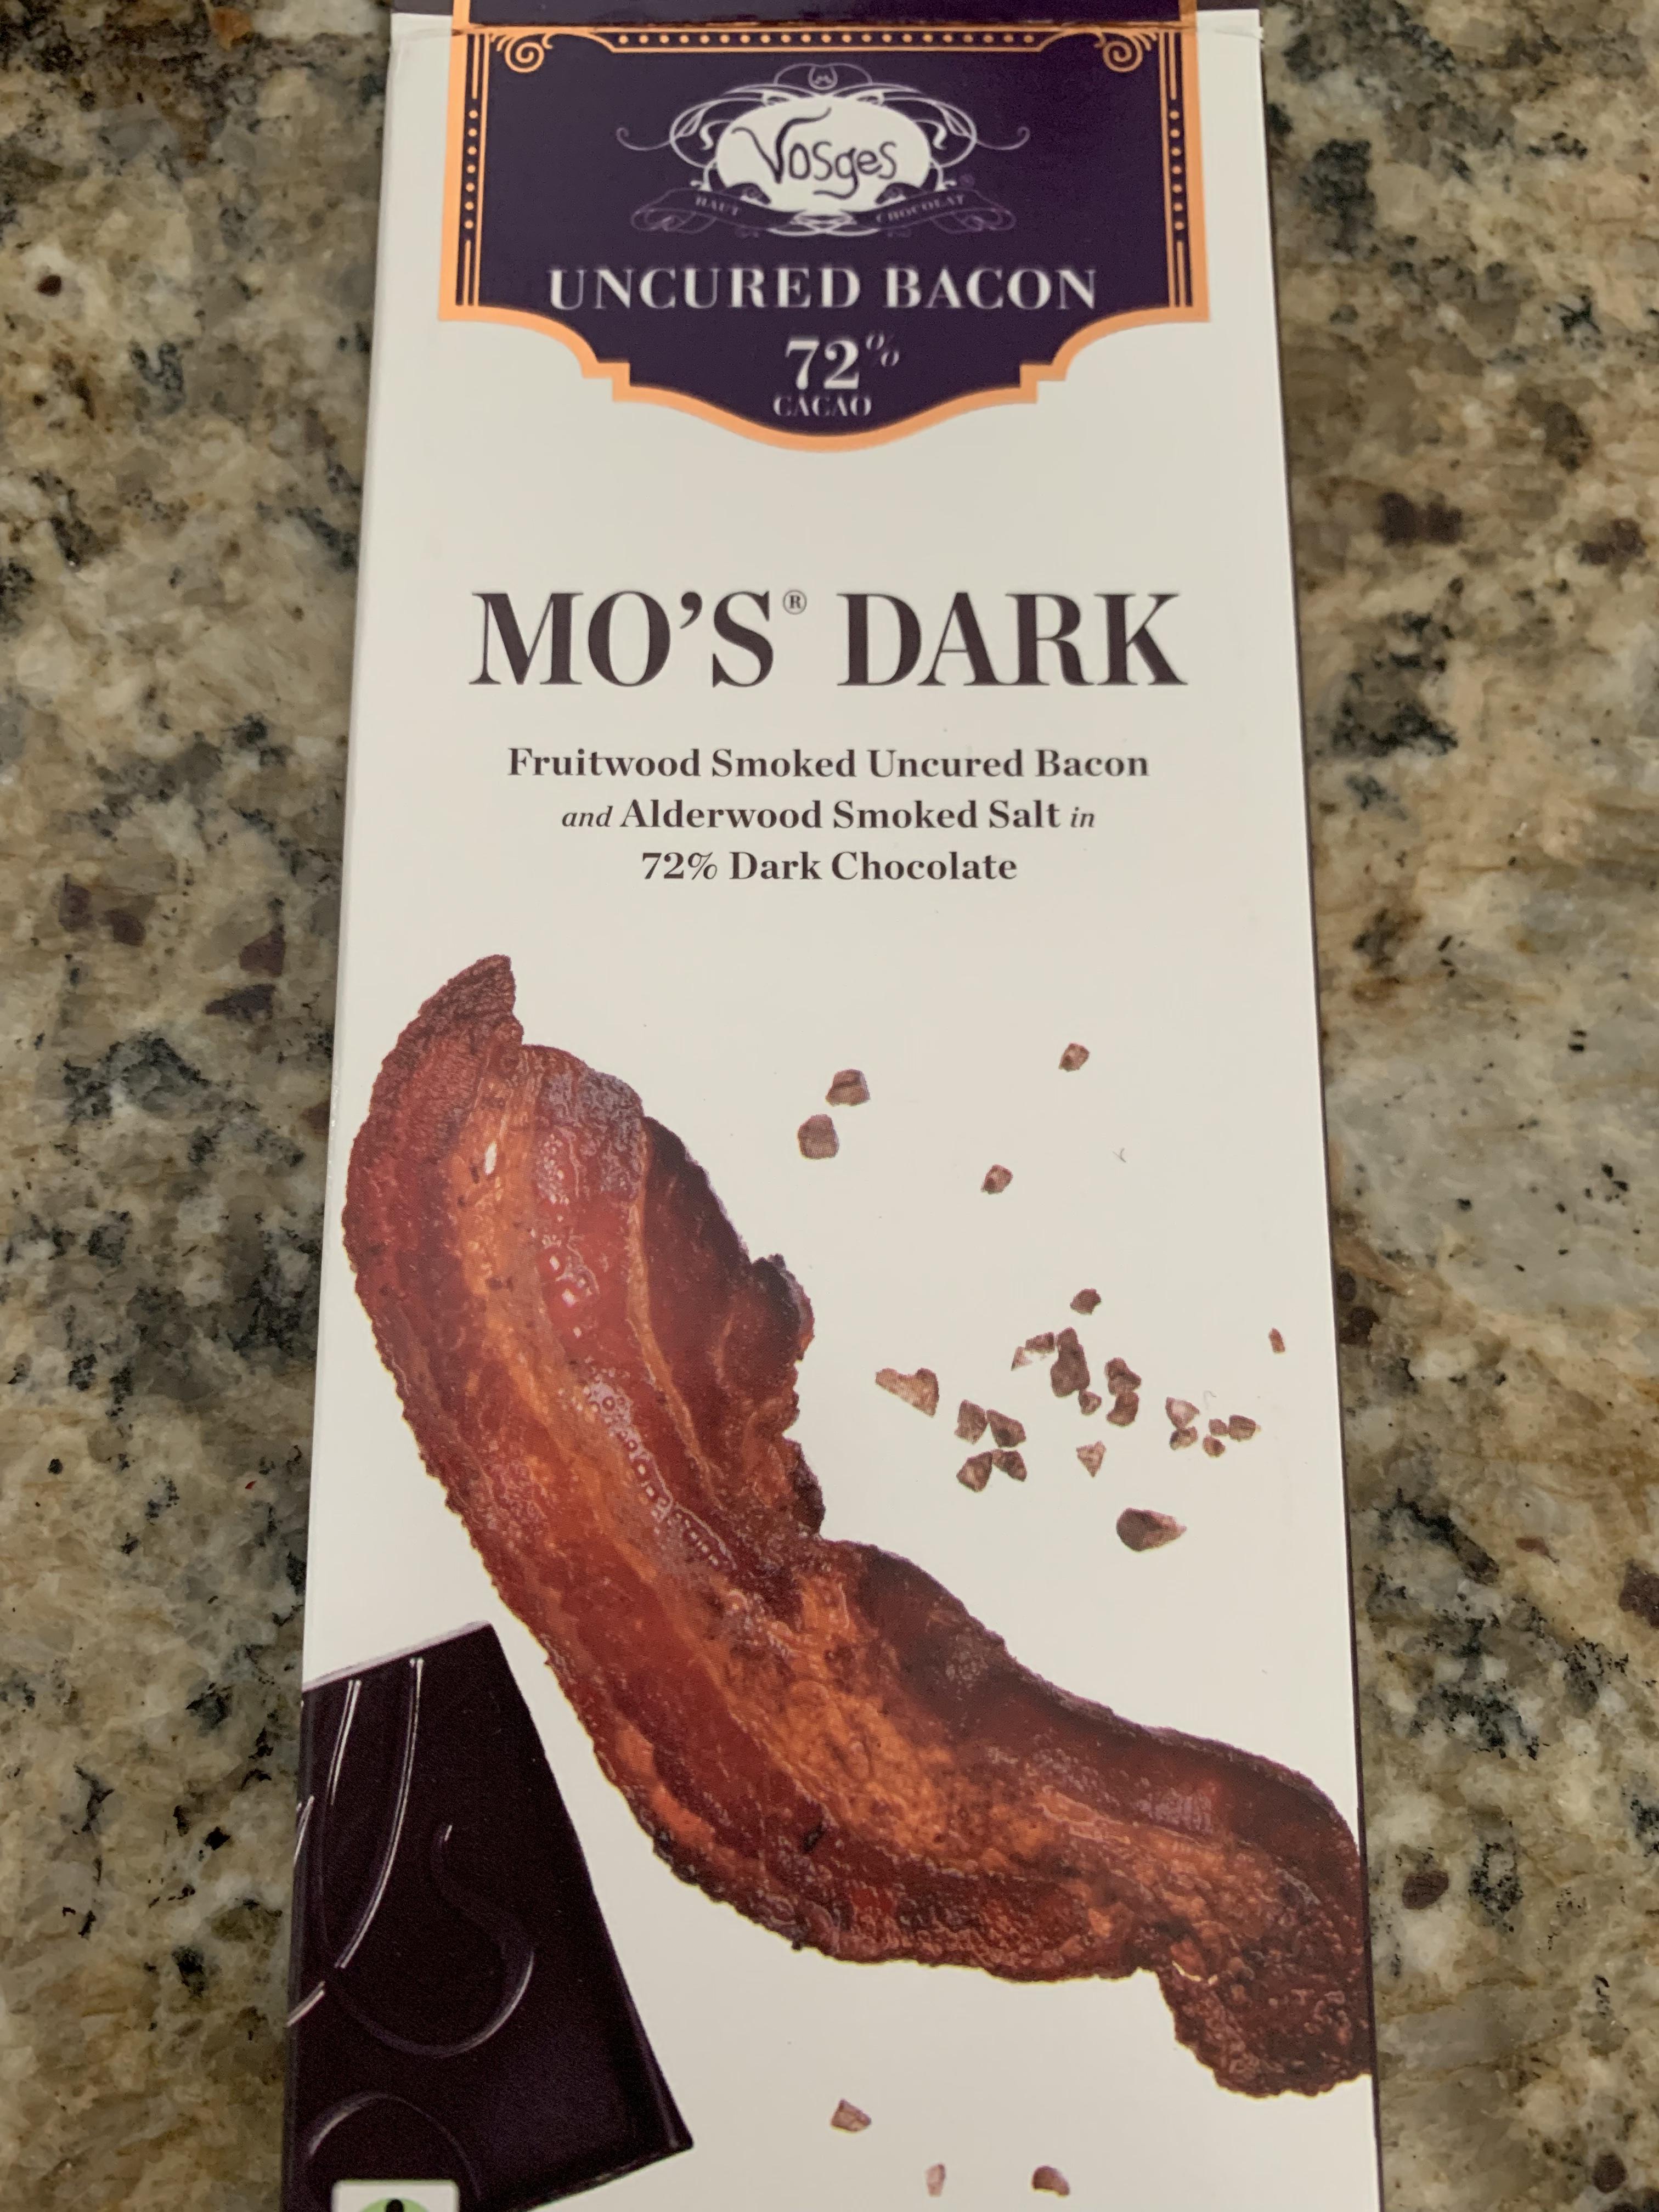 Vosges
HAUT CHOCOLAT
UNCURED BACON
72%
CACAO
MO'S® DARK
Fruitwood Smoked Uncured Bacon
and Alderwood Smoked Salt in
72% Dark Chocolate